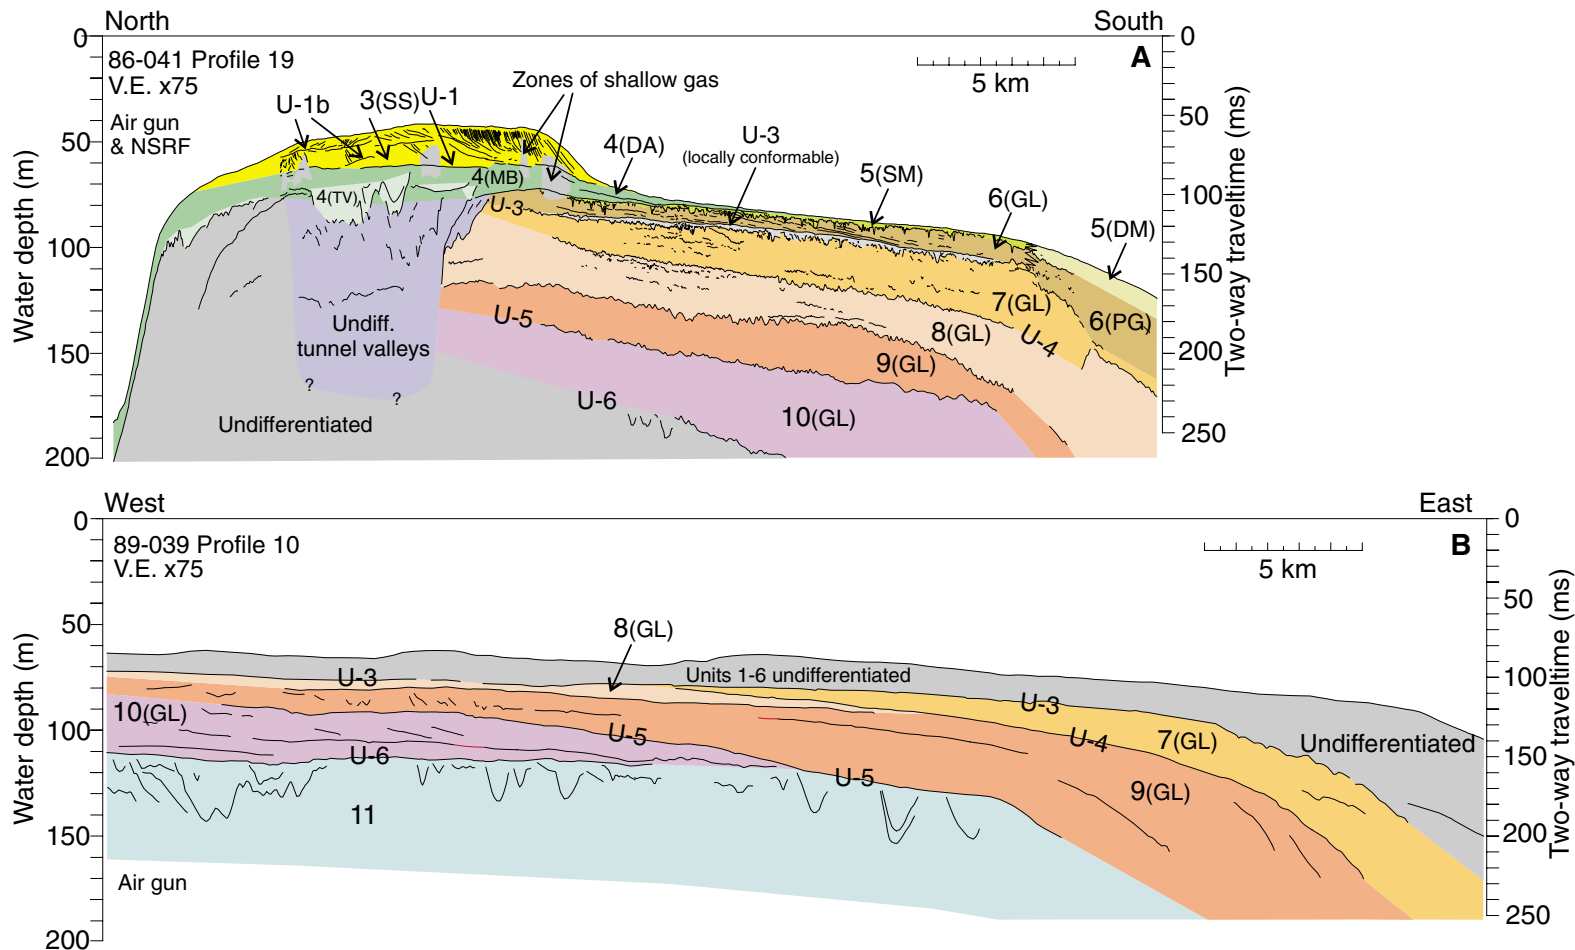 North
South
86-041 Profile 19
V.E. x75
Air gun
& NSRF
A
5 km
Zones of shallow gas
U-1b
3(SS)
U-1
4(DA)
U-3
(locally conformable)
5(SM)
6(GL)
5(DM)
4(MB)
4(TV)
U-3
7(GL)
6(PG)
8(GL)
U-4
U-5
9(GL)
Undiff.
tunnel valleys
?
?
U-6
10(GL)
Undifferentiated
Water depth (m)
0
50
100
150
200
Two-way traveltime (ms)
0
50
100
150
200
250
West
East
89-039 Profile 10
V.E. x75
B
5 km
8(GL)
Units 1-6 undifferentiated
U-3
U-3
10(GL)
U-5
U-4
7(GL)
Undifferentiated
U-6
U-5
9(GL)
11
Air gun
Water depth (m)
0
50
100
150
200
Two-way traveltime (ms)
0
50
100
150
200
250